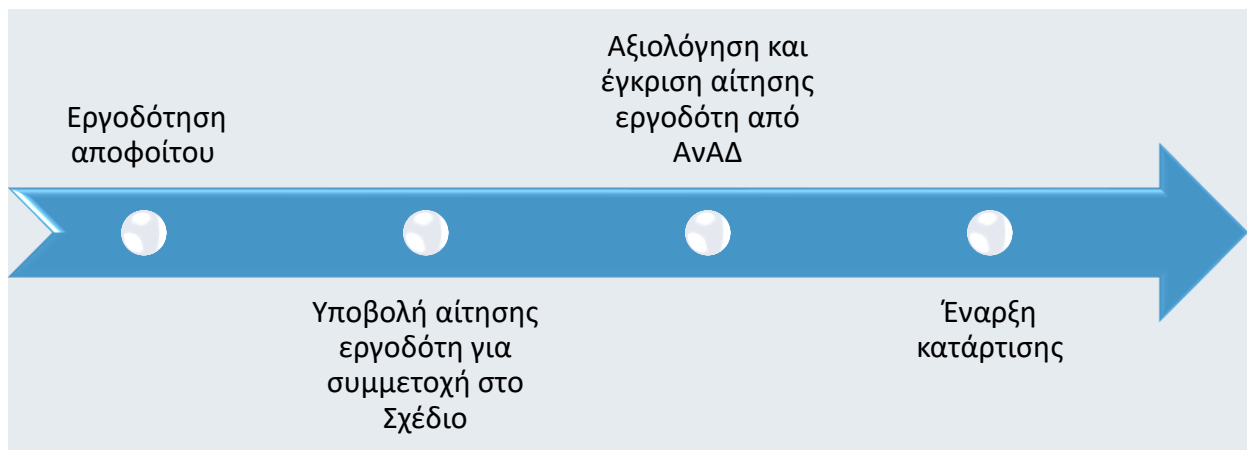 Εργοδότηση
αποφοίτου
Υποβολή αίτησης
εργοδότη για
συμμετοχή στο
Σχέδιο
Αξιολόγηση και
έγκριση αίτησης
εργοδότη από
ΑνΑΔ
Έναρξη
κατάρτισης